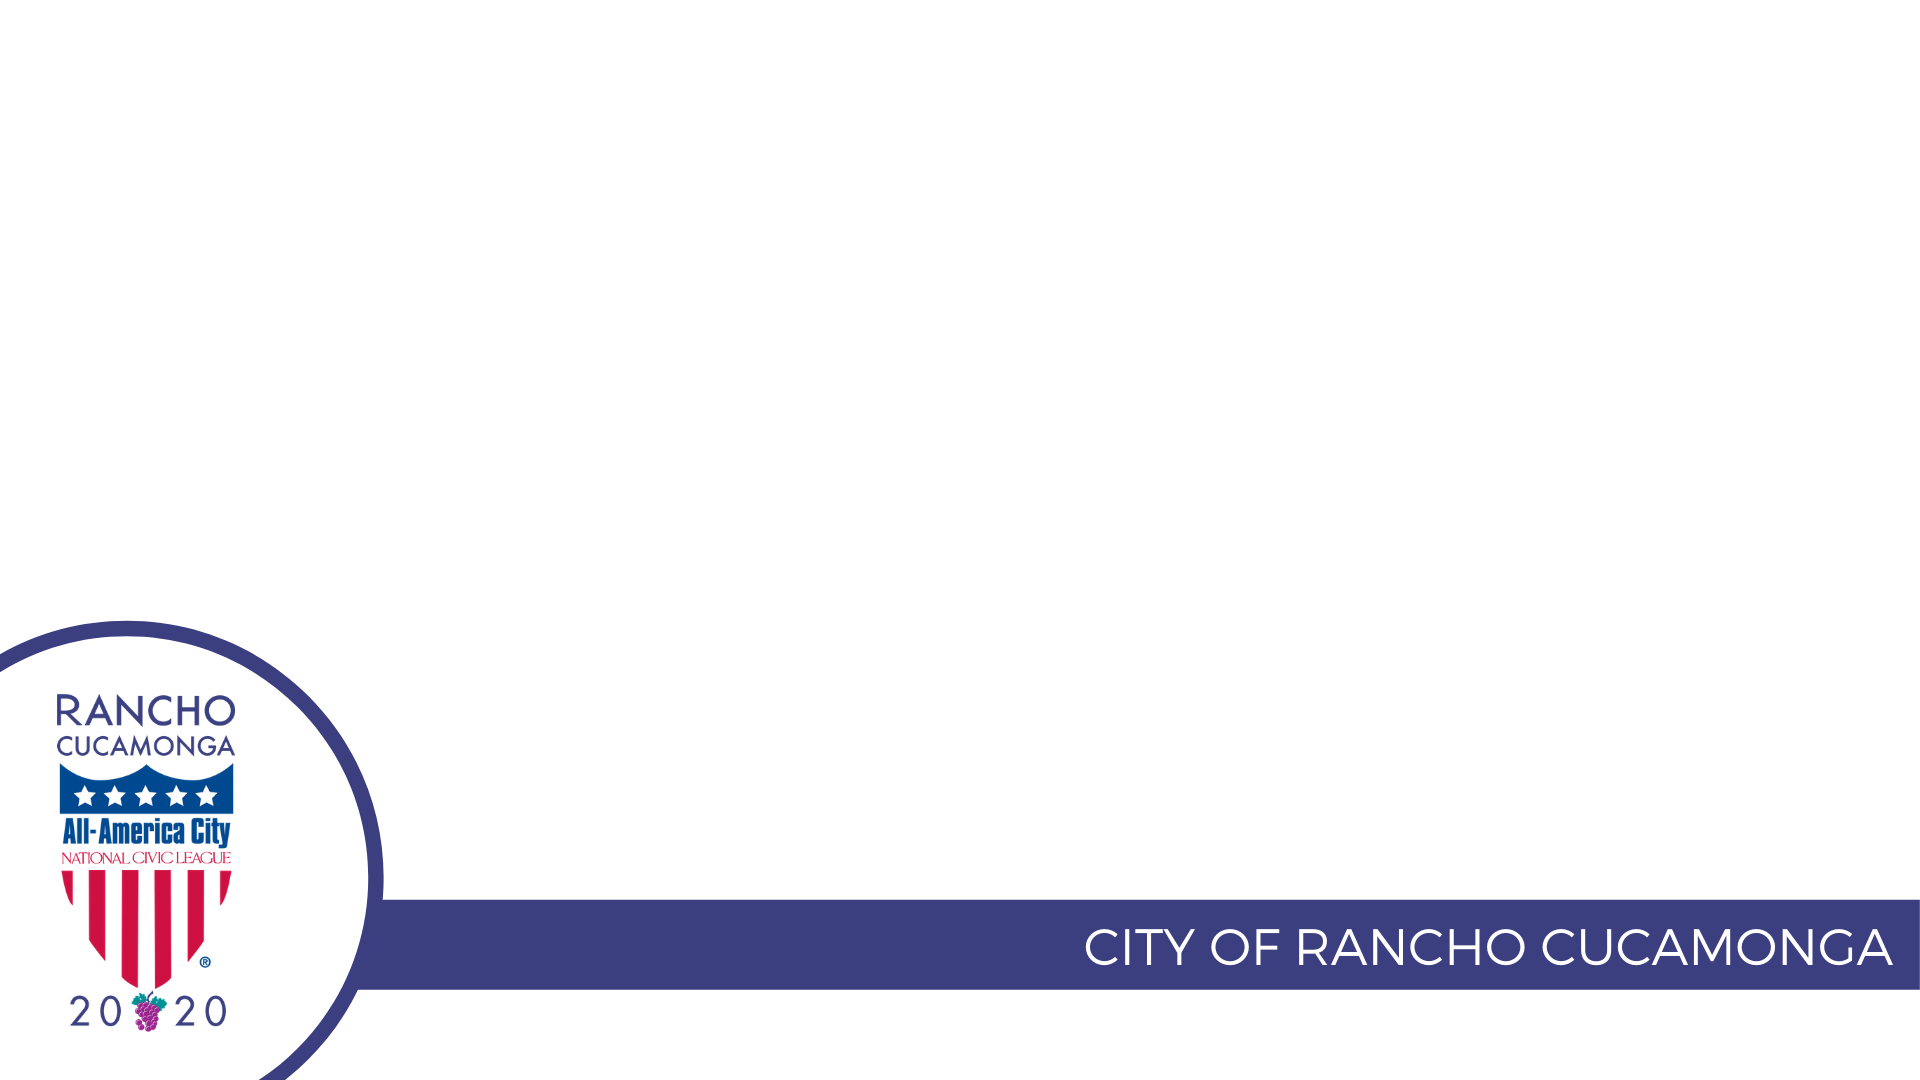 RANCHO
CUCAMONGA
All-America City
NATIONAL CIVIC LEAGUE
®
20 20
CITY OF RANCHO CUCAMONGA